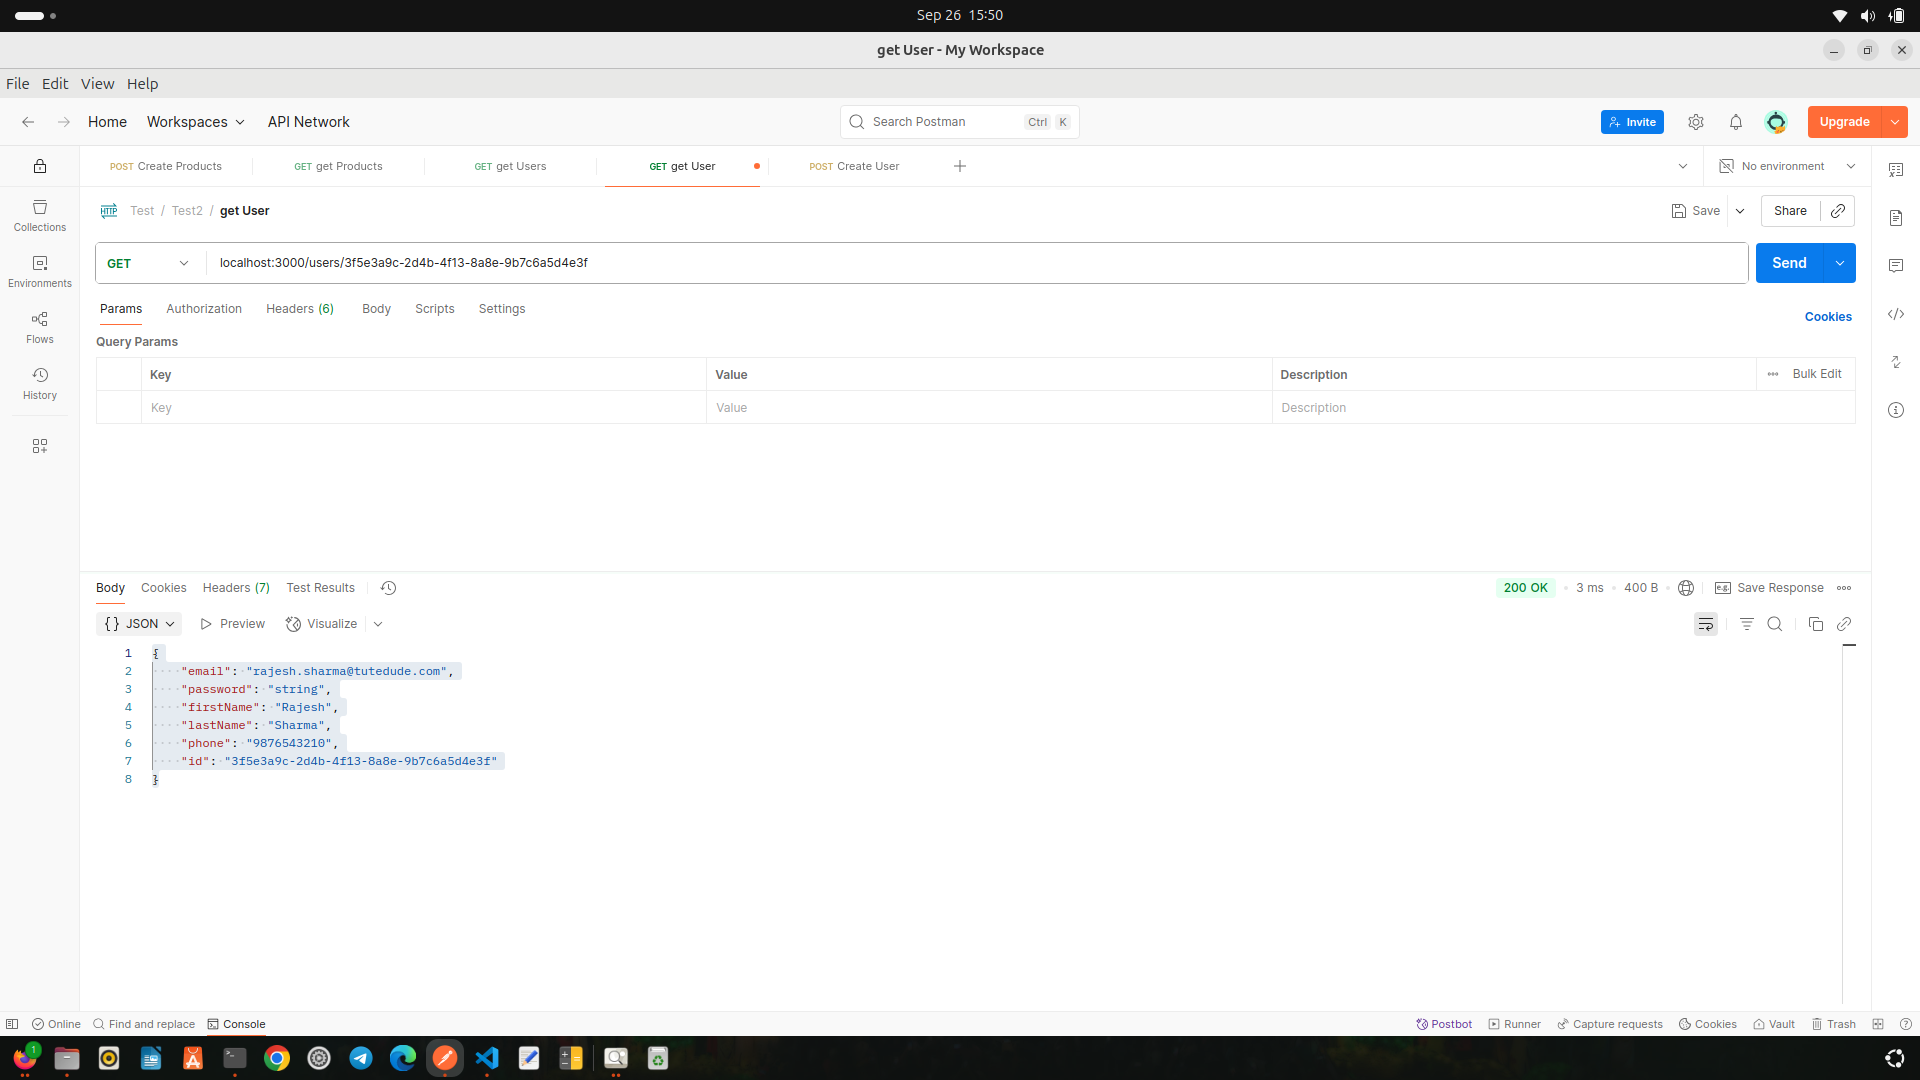 Sep 26 15:50
get User - My Workspace
File Edit View Help
Home Workspaces API Network
Search Postman Ctrl K
Invite
Upgrade
POST Create Products
GET get Products
GET get Users
GET get User
POST Create User
No environment
HTTP Test / Test2 / get User
Save
Share
Collections
Environments
Flows
History
GET localhost:3000/users/3f5e3a9c-2d4b-4f13-8a8e-9b7c6a5d4e3f
Send
Params Authorization Headers (6) Body Scripts Settings
Cookies
Query Params
Key Value Description Bulk Edit
Key Value Description
Body Cookies Headers (7) Test Results
200 OK • 3 ms • 400 B
e.g. Save Response
{ } JSON Preview Visualize
1 {
2 "email": "rajesh.sharma@tutedude.com",
3 "password": "string",
4 "firstName": "Rajesh",
5 "lastName": "Sharma",
6 "phone": "9876543210",
7 "id": "3f5e3a9c-2d4b-4f13-8a8e-9b7c6a5d4e3f"
8 }
Online Find and replace Console
Postbot Runner Capture requests Cookies Vault Trash
1